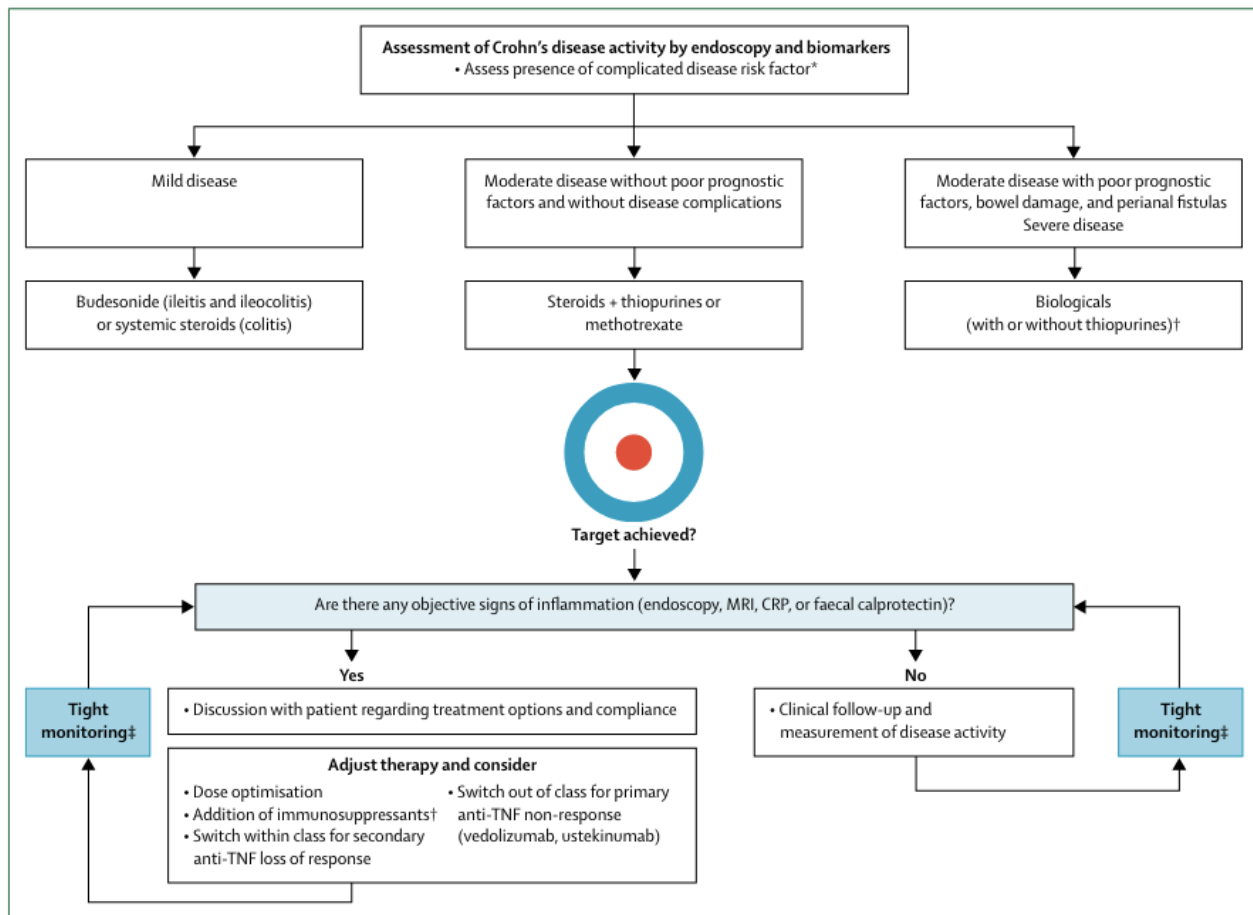 Assessment of Crohn's disease activity by endoscopy and biomarkers
• Assess presence of complicated disease risk factor*
Mild disease
Moderate disease without poor prognostic
factors and without disease complications
Moderate disease with poor prognostic
factors, bowel damage, and perianal fistulas
Severe disease
Budesonide (ileitis and ileocolitis)
or systemic steroids (colitis)
Steroids + thiopurines or
methotrexate
Biologicals
(with or without thiopurines)†
Target achieved?
Are there any objective signs of inflammation (endoscopy, MRI, CRP, or faecal calprotectin)?
Yes
No
Tight
monitoring‡
• Discussion with patient regarding treatment options and compliance
Adjust therapy and consider
• Dose optimisation
• Addition of immunosuppressants†
• Switch within class for secondary
anti-TNF loss of response
• Switch out of class for primary
anti-TNF non-response
(vedolizumab, ustekinumab)
• Clinical follow-up and
measurement of disease activity
Tight
monitoring‡